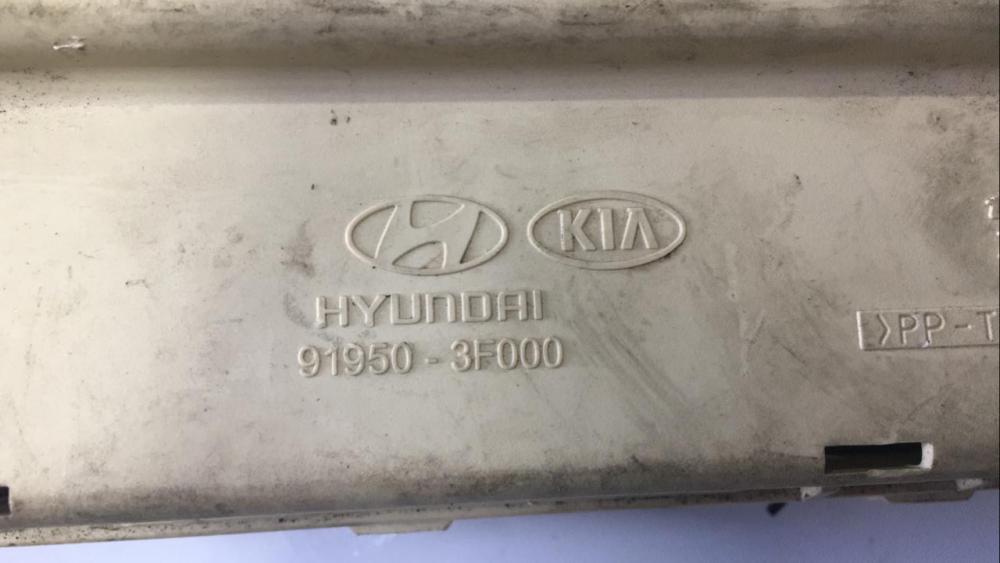 KIA
HYUNDAI
91950 - 3F000
>PP-T